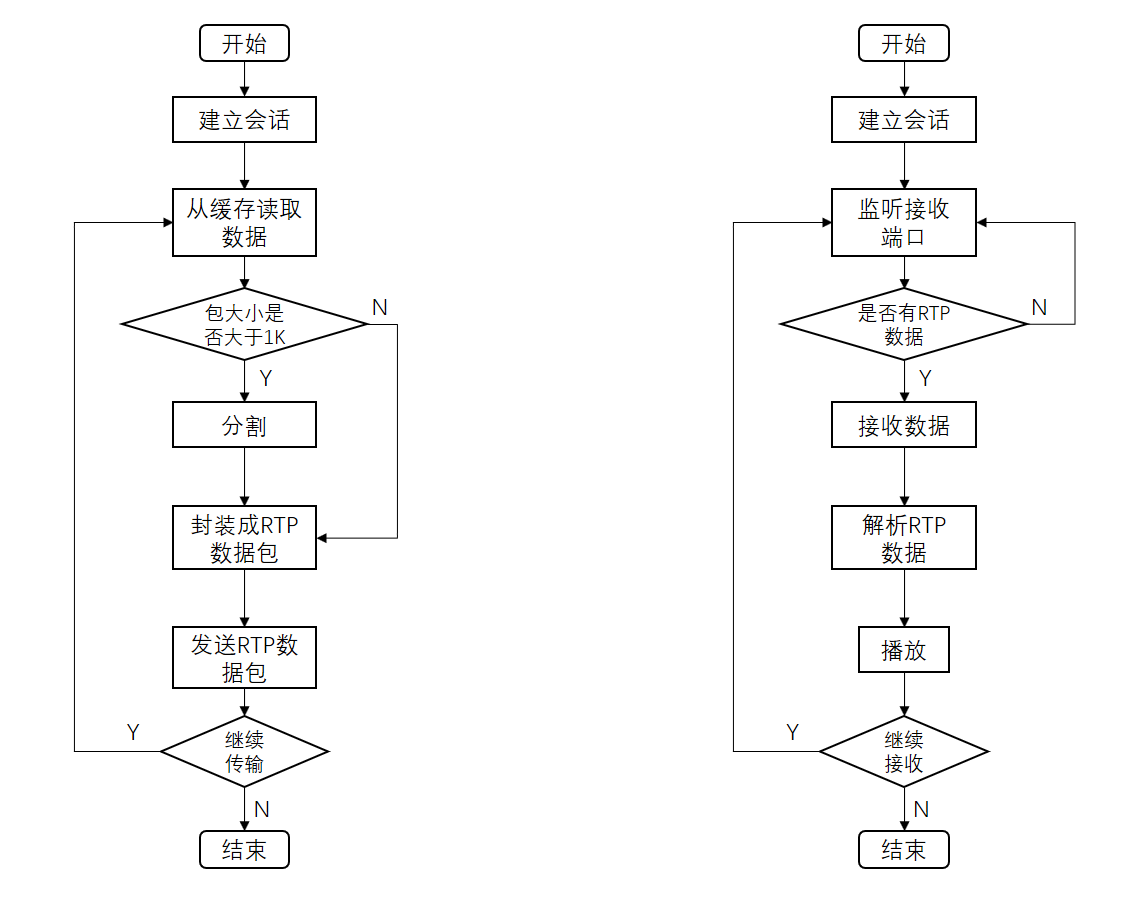 开始
建立会话
从缓存读取
数据
包大小是
否大于1K
N
Y
分割
封装成RTP
数据包
发送RTP数
据包
Y
继续
传输
N
结束
开始
建立会话
监听接收
端口
是否有RTP
数据
N
Y
接收数据
解析RTP
数据
播放
Y
继续
接收
N
结束